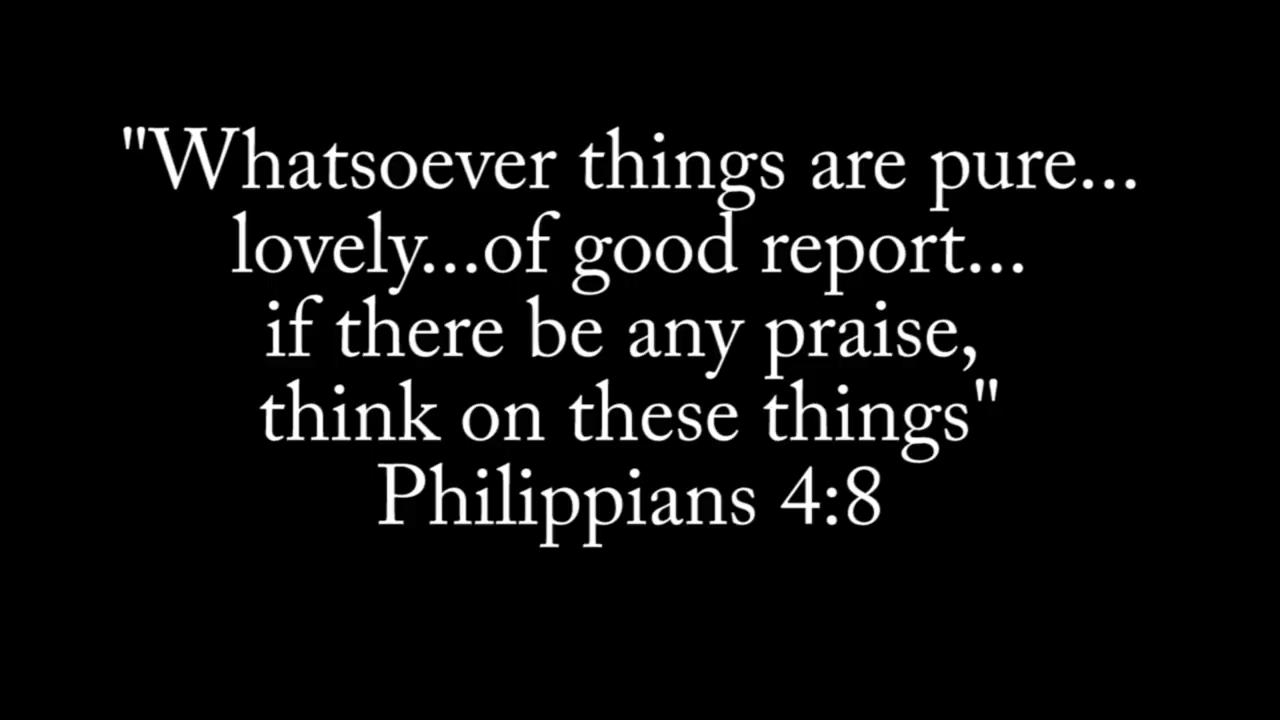 "Whatsoever things are pure...
lovely...of good report...
if there be any praise,
think on these things"
Philippians 4:8